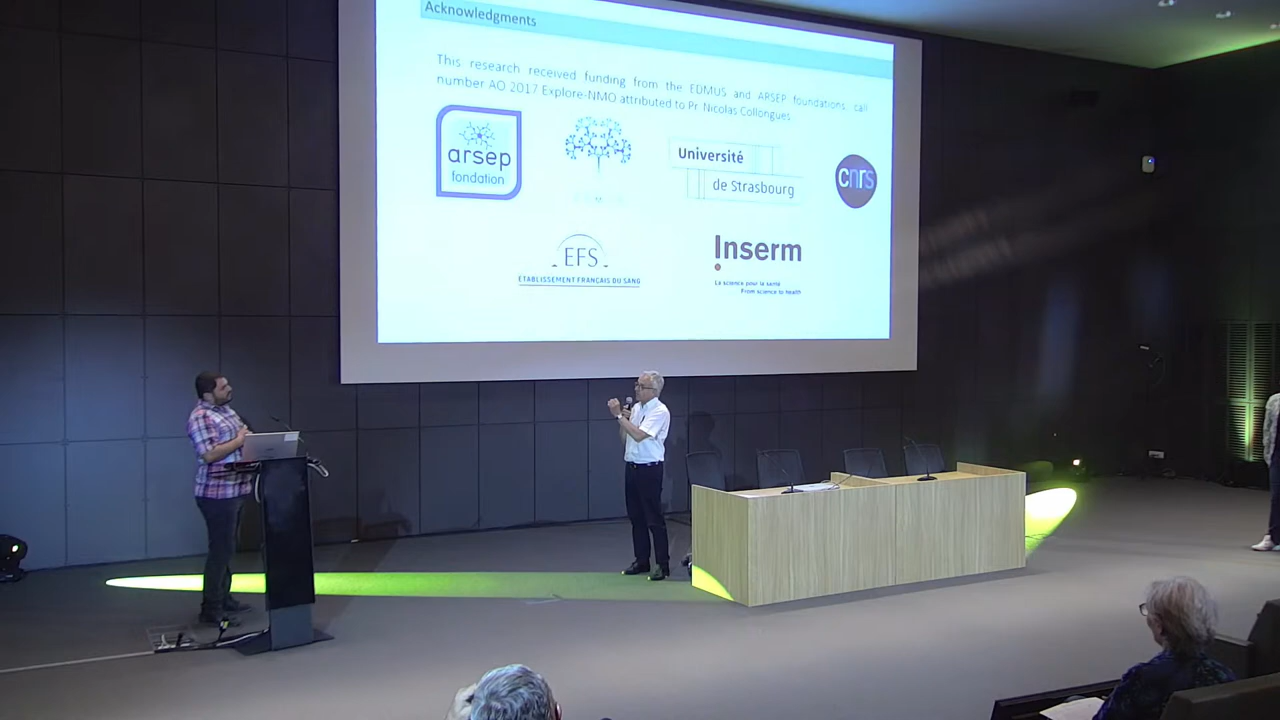 Acknowledgments
This research received funding from the EDMUS and ARSEP foundations, call
number AO 2017 Explore-NMO attributed to Pr. Nicolas Collongues.
arsep
fondation
Université
de Strasbourg
cnrs
EFS
ÉTABLISSEMENT FRANÇAIS DU SANG
Inserm
La science pour la santé
From science to health